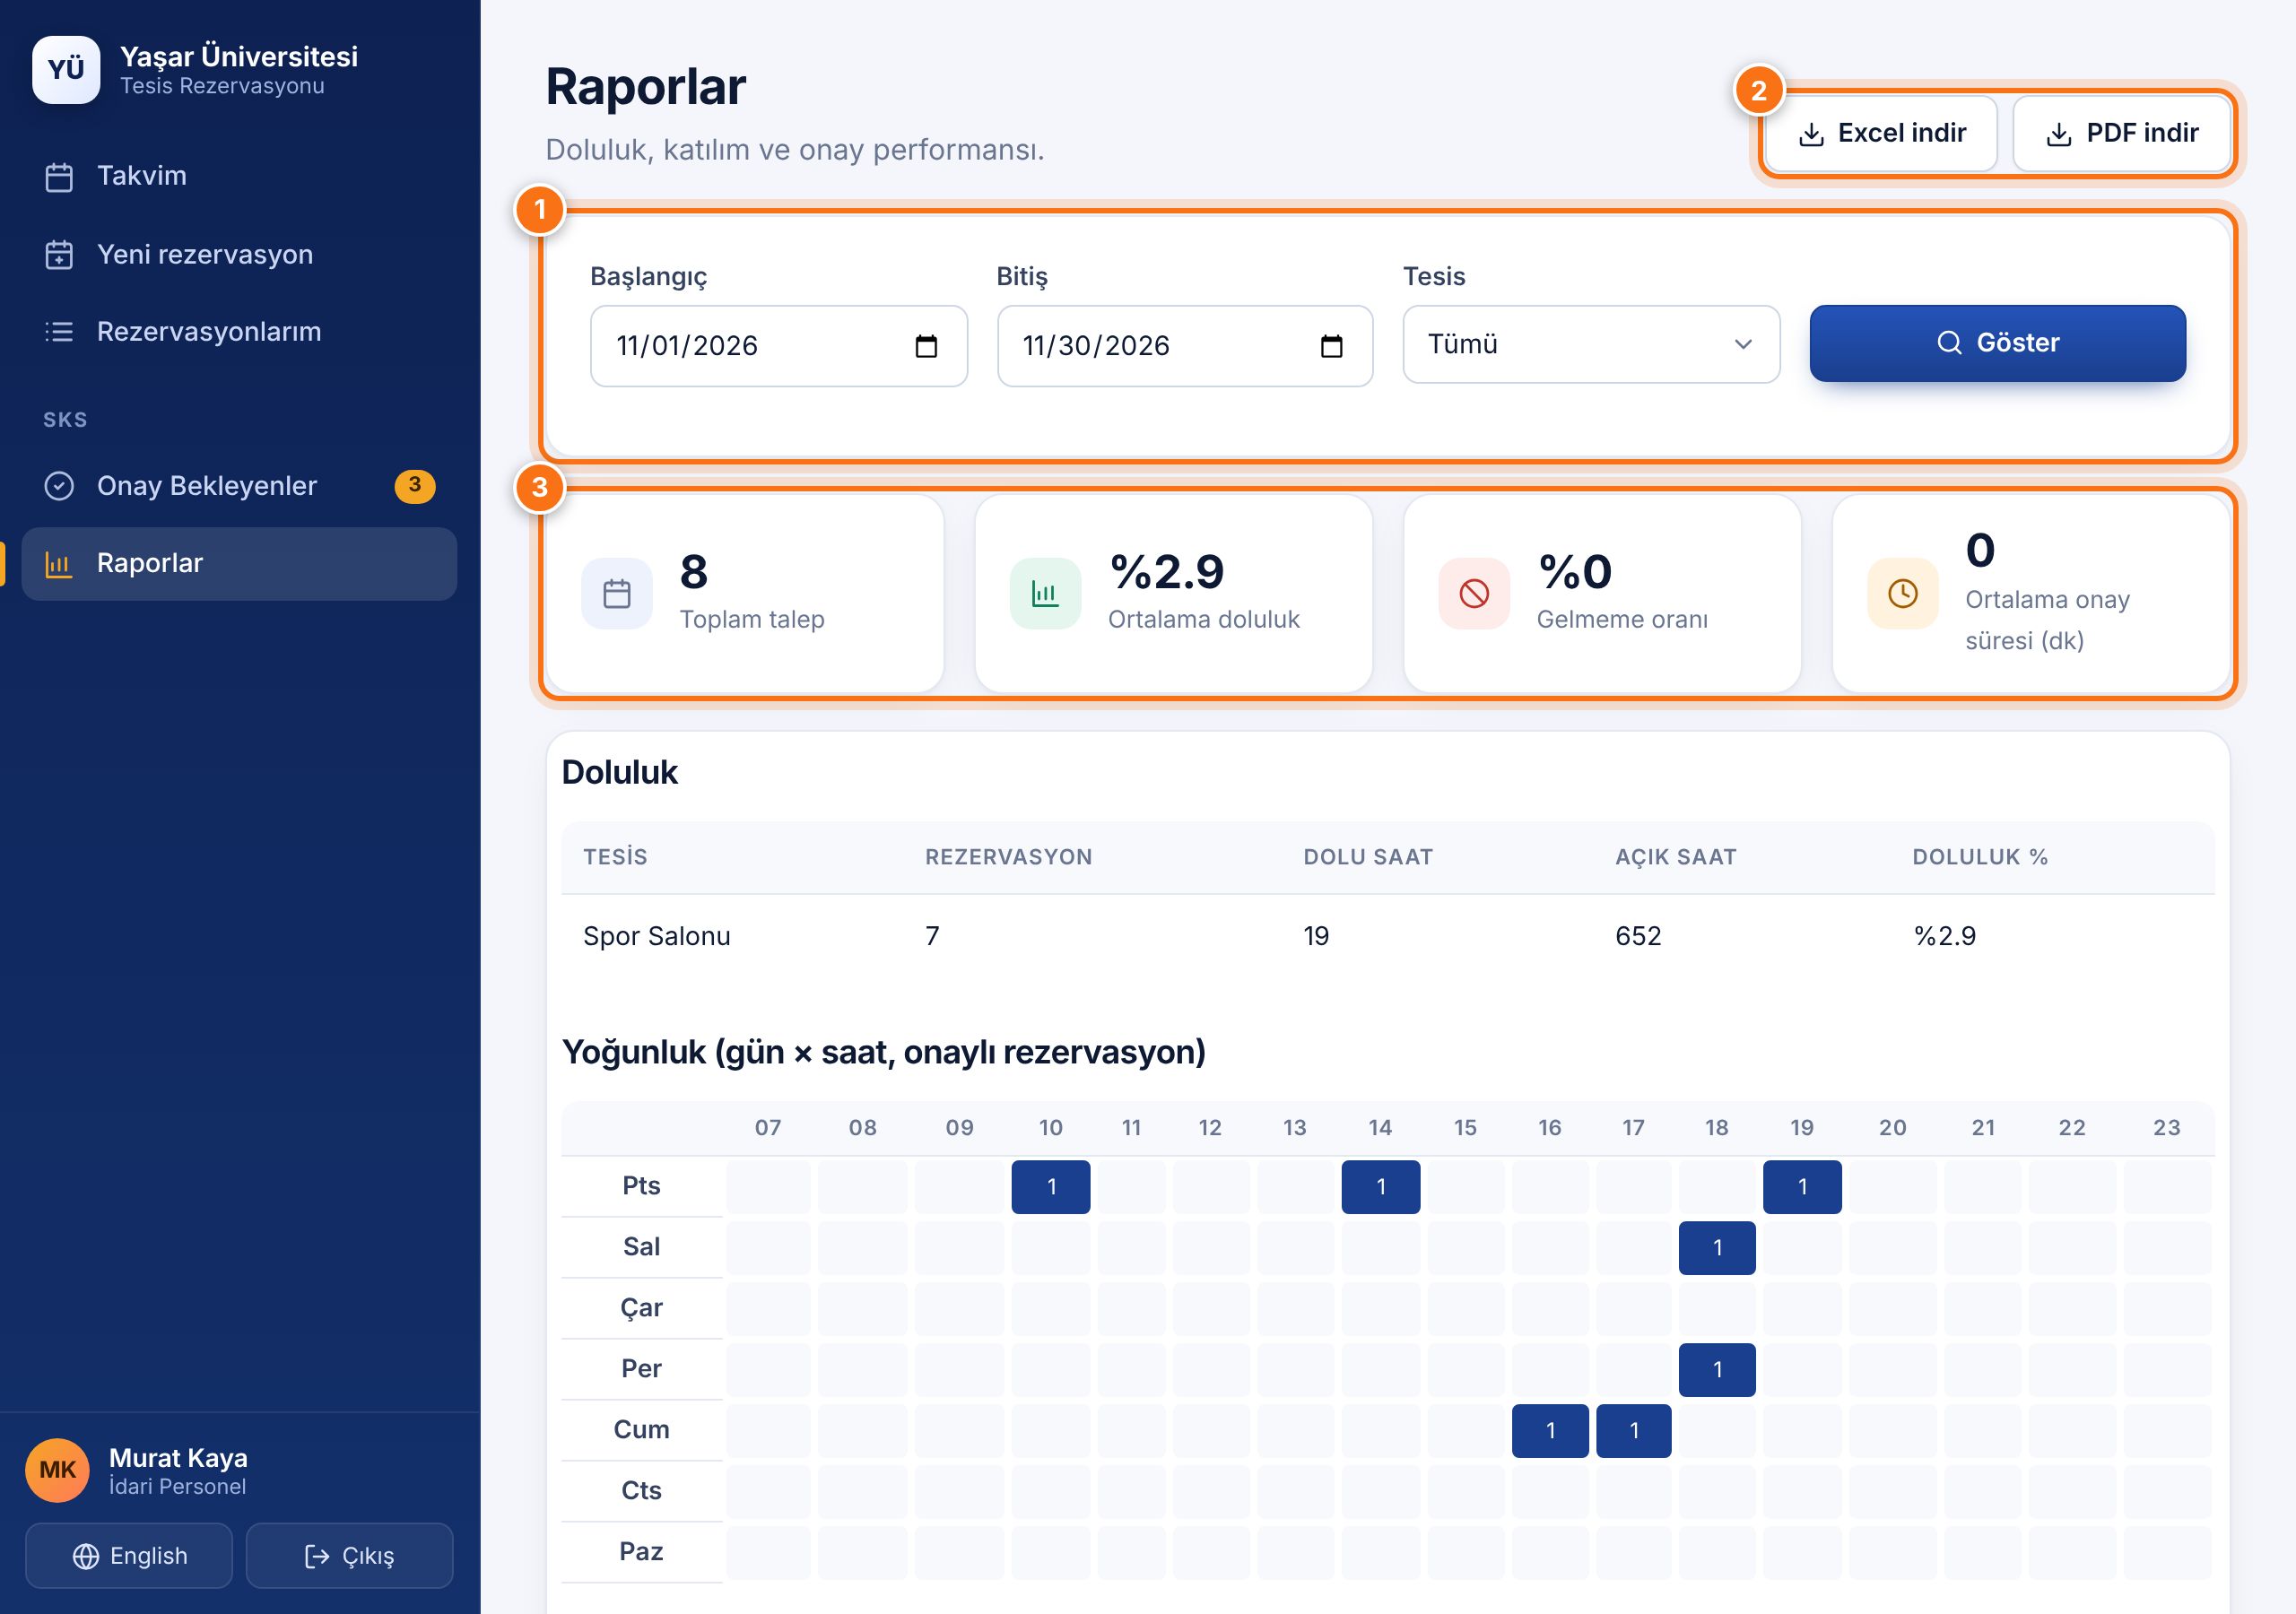 YÜ
Yaşar Üniversitesi
Tesis Rezervasyonu
Takvim
Yeni rezervasyon
Rezervasyonlarım
SKS
Onay Bekleyenler 3
Raporlar
MK
Murat Kaya
İdari Personel
English
Çıkış
Raporlar
Doluluk, katılım ve onay performansı.
2
Excel indir
PDF indir
1
Başlangıç Bitiş Tesis
11/01/2026 11/30/2026 Tümü Göster
3
8
Toplam talep
%2.9
Ortalama doluluk
%0
Gelmeme oranı
0
Ortalama onay
süresi (dk)
Doluluk
TESİS REZERVASYON DOLU SAAT AÇIK SAAT DOLULUK %
Spor Salonu 7 19 652 %2.9
Yoğunluk (gün × saat, onaylı rezervasyon)
07 08 09 10 11 12 13 14 15 16 17 18 19 20 21 22 23
Pts 1 1 1
Sal 1
Çar
Per 1
Cum 1 1
Cts
Paz